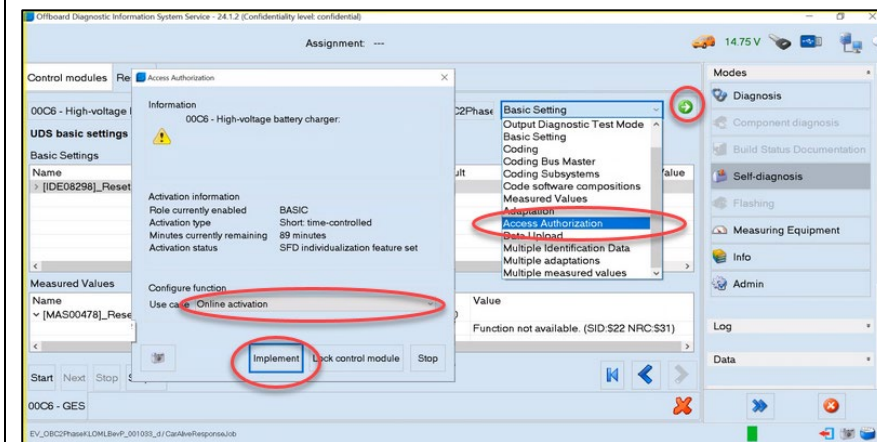 Offboard Diagnostic Information System Service - 24.1.2 (Confidentiality level: confidential)
Assignment: ---
14.75 V
Control modules Re
Access Authorization
00C6 - High-voltage
C2Phase
Basic Setting
UDS basic settings
Basic Settings
Name
ult
Value
[IDE08298]_Reset
Information
00C6 - High-voltage battery charger:
Activation information
Role currently enabled BASIC
Activation type Short: time-controlled
Minutes currently remaining 89 minutes
Activation status SFD individualization feature set
Configure function
Use case Online activation
Implement
Lock control module
Stop
Output Diagnostic Test Mode
Basic Setting
Coding
Coding Bus Master
Coding Subsystems
Code software compositions
Measured Values
Adaptation
Access Authorization
Data Upload
Multiple Identification Data
Multiple adaptations
Multiple measured values
Measured Values
Name
Value
[MAS00478]_Rese
Function not available. (SID:$22 NRC:$31)
Start Next Stop
00C6 - GES
EV_OBC2PhaseKLOMLBevP_001033_d/CarAliveResponseJob
Modes
Diagnosis
Component diagnosis
Build Status Documentation
Self-diagnosis
Flashing
Measuring Equipment
Info
Admin
Log
Data